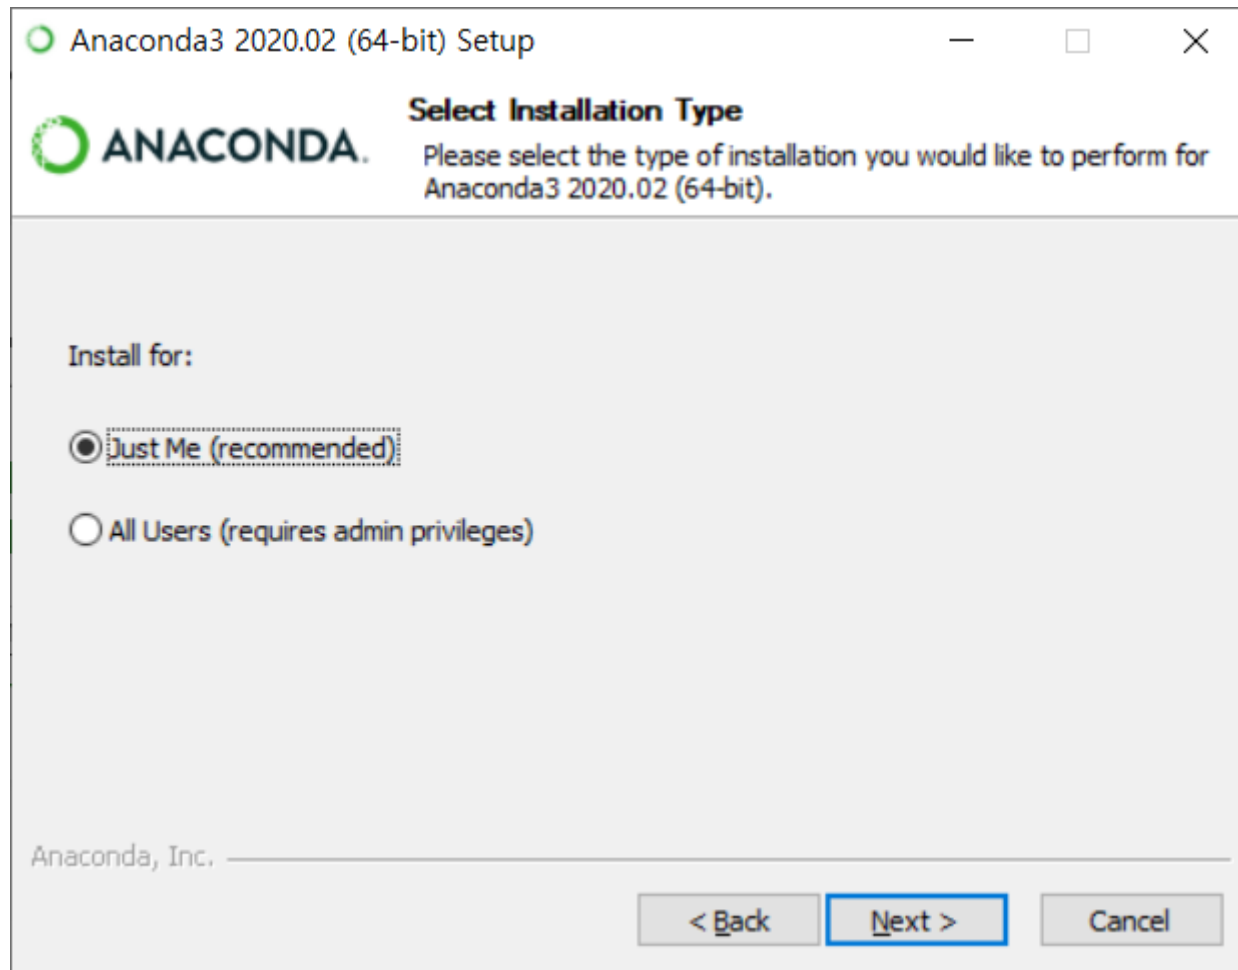 Anaconda3 2020.02 (64-bit) Setup
ANACONDA.
Select Installation Type
Please select the type of installation you would like to perform for
Anaconda3 2020.02 (64-bit).
Install for:
Just Me (recommended)
All Users (requires admin privileges)
Anaconda, Inc.
< Back
Next >
Cancel